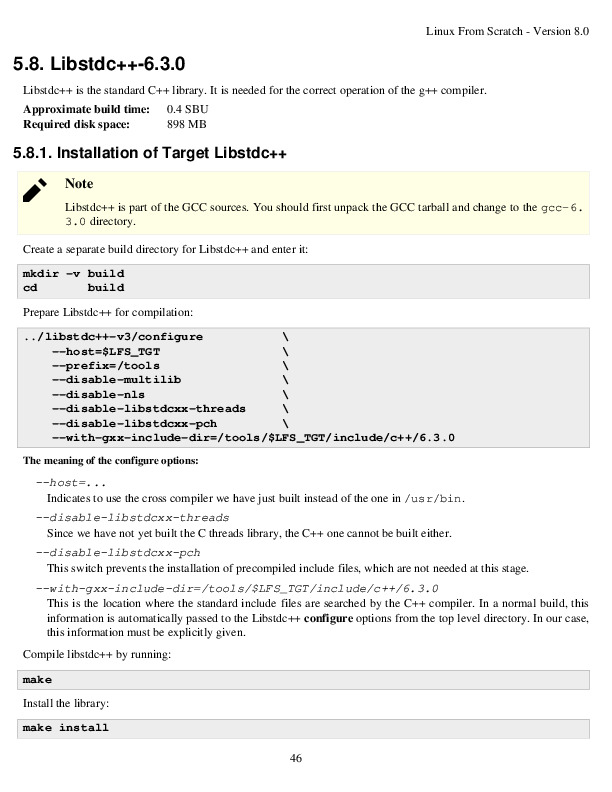 Linux From Scratch - Version 8.0
5.8. Libstdc++-6.3.0
Libstdc++ is the standard C++ library. It is needed for the correct operation of the g++ compiler.
Approximate build time: 0.4 SBU
Required disk space: 898 MB
5.8.1. Installation of Target Libstdc++
Note
Libstdc++ is part of the GCC sources. You should first unpack the GCC tarball and change to the gcc-6.
3.0 directory.
Create a separate build directory for Libstdc++ and enter it:
mkdir -v build
cd       build
Prepare Libstdc++ for compilation:
../libstdc++-v3/configure           \
    --host=$LFS_TGT                 \
    --prefix=/tools                 \
    --disable-multilib              \
    --disable-nls                   \
    --disable-libstdcxx-threads     \
    --disable-libstdcxx-pch         \
    --with-gxx-include-dir=/tools/$LFS_TGT/include/c++/6.3.0
The meaning of the configure options:
--host=...
Indicates to use the cross compiler we have just built instead of the one in /usr/bin.
--disable-libstdcxx-threads
Since we have not yet built the C threads library, the C++ one cannot be built either.
--disable-libstdcxx-pch
This switch prevents the installation of precompiled include files, which are not needed at this stage.
--with-gxx-include-dir=/tools/$LFS_TGT/include/c++/6.3.0
This is the location where the standard include files are searched by the C++ compiler. In a normal build, this
information is automatically passed to the Libstdc++ configure options from the top level directory. In our case,
this information must be explicitly given.
Compile libstdc++ by running:
make
Install the library:
make install
46